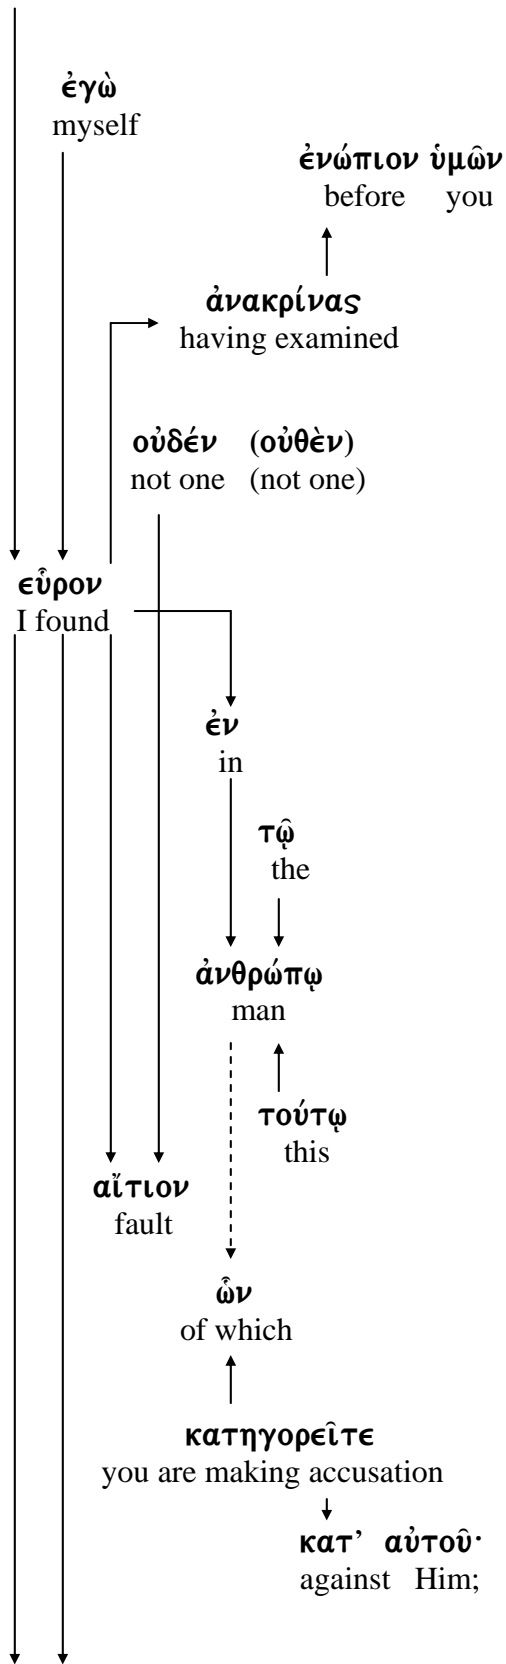 ἐγὼ
myself
ἐνώπιον ὑμῶν
before you
ἀνακρίνας
having examined
οὐδέν (οὐθὲν)
not one (not one)
εὗρον
I found
ἐν
in
τῷ
the
ἀνθρώπῳ
man
τούτῳ
this
αἴτιον
fault
ὧν
of which
κατηγορεῖτε
you are making accusation
κατ’ αὐτοῦ·
against Him;